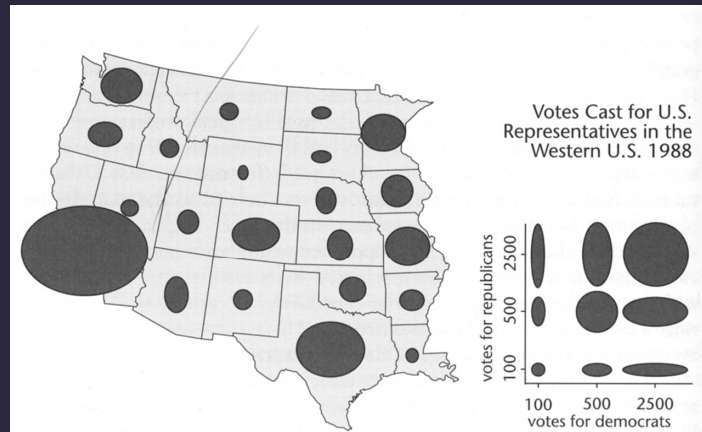 Votes Cast for U.S.
Representatives in the
Western U.S. 1988
votes for republicans
2500
500
100
100 500 2500
votes for democrats